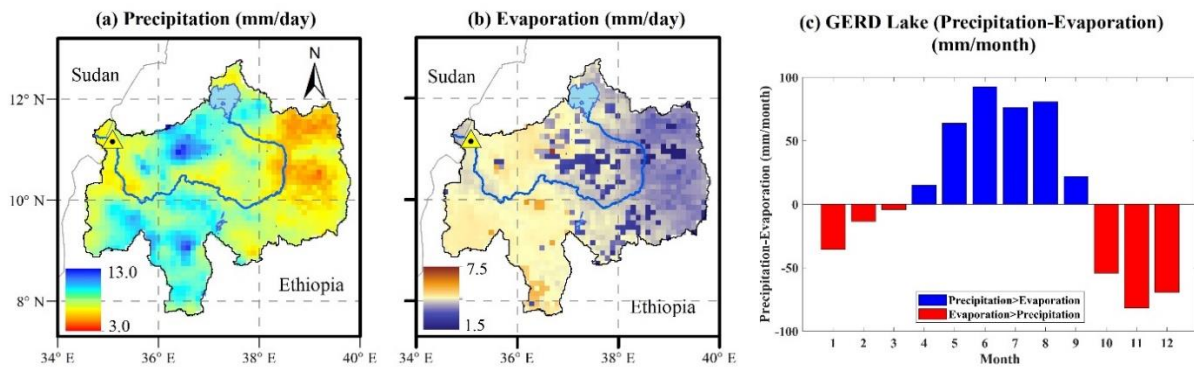 (a) Precipitation (mm/day)
Sudan
N
12° N
10° N
8° N
13.0
3.0
Ethiopia
34° E
36° E
38° E
40° E
(b) Evaporation (mm/day)
Sudan
7.5
1.5
Ethiopia
34° E
36° E
38° E
40° E
(c) GERD Lake (Precipitation-Evaporation)
(mm/month)
Precipitation-Evaporation (mm/month)
100
50
0
-50
-100
Precipitation>Evaporation
Evaporation>Precipitation
1 2 3 4 5 6 7 8 9 10 11 12
Month